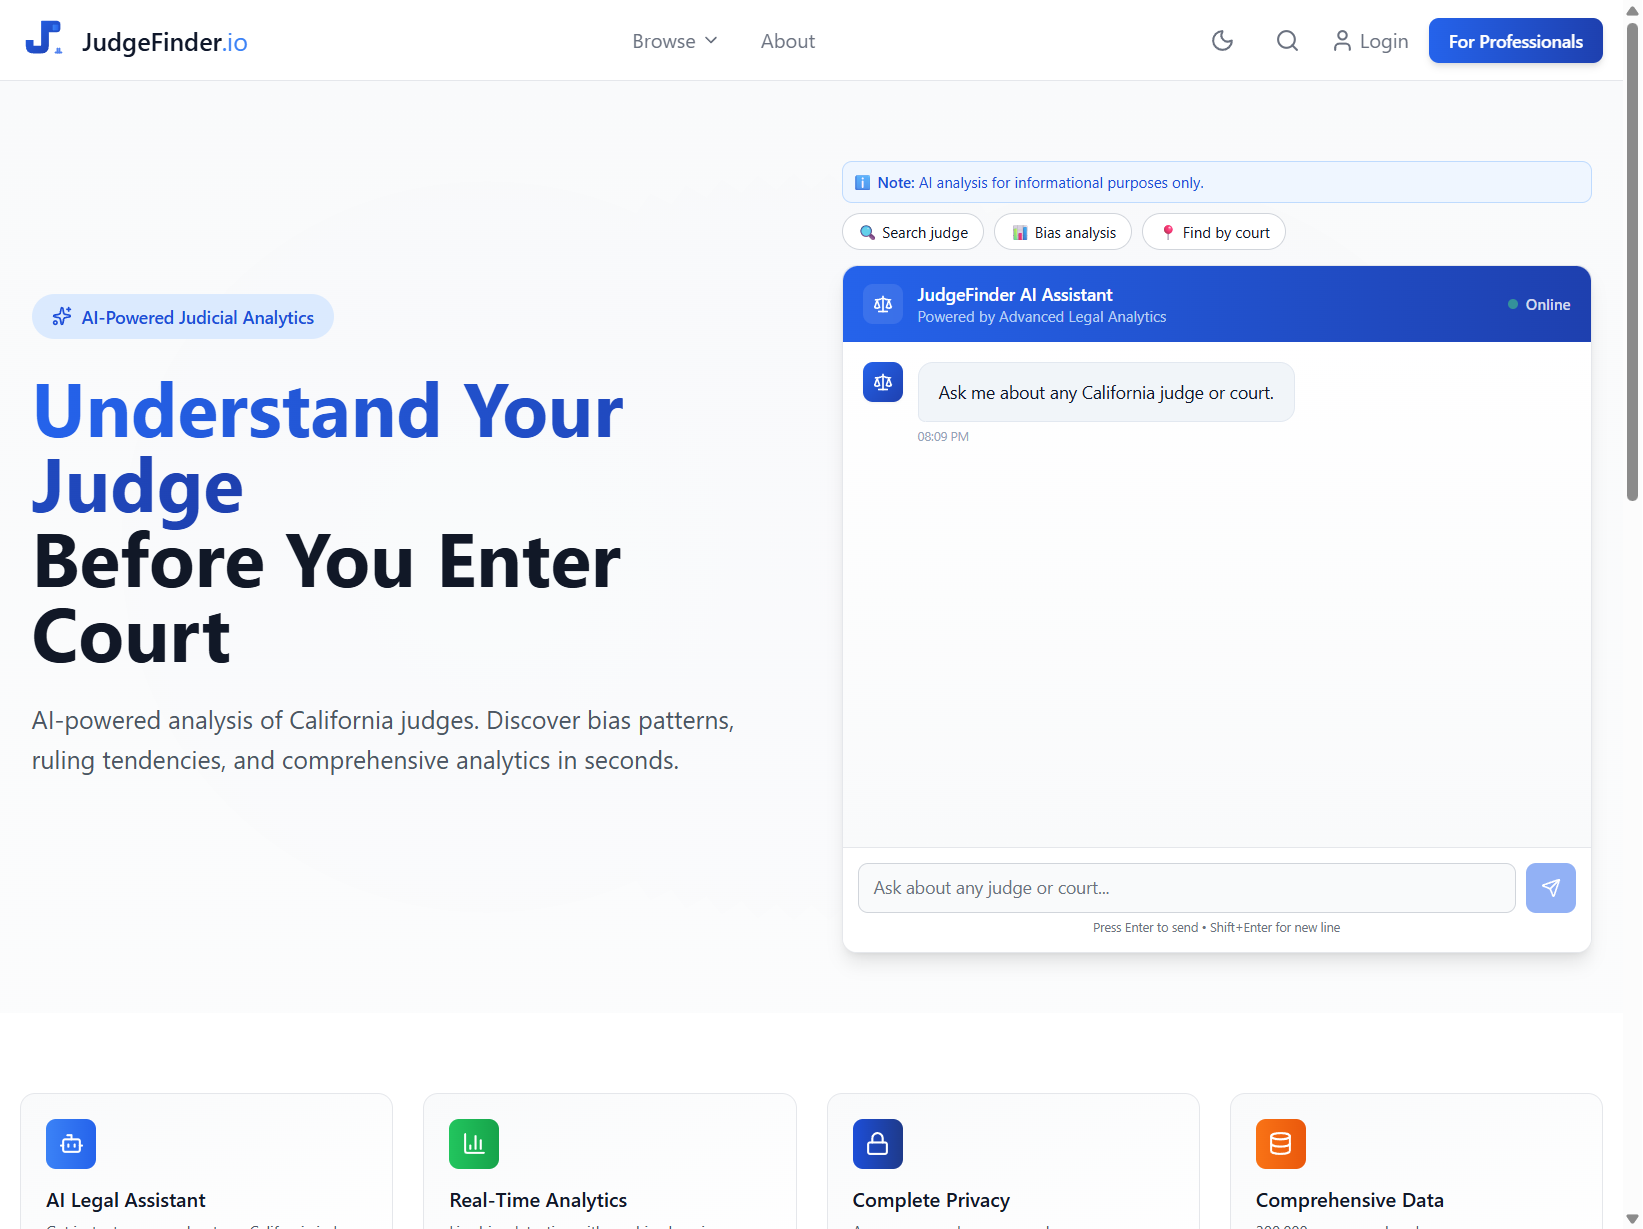 JudgeFinder.io
Browse
About
Login
For Professionals
Note: AI analysis for informational purposes only.
Search judge
Bias analysis
Find by court
AI-Powered Judicial Analytics
Understand Your
Judge
Before You Enter
Court
AI-powered analysis of California judges. Discover bias patterns,
ruling tendencies, and comprehensive analytics in seconds.
JudgeFinder AI Assistant
Powered by Advanced Legal Analytics
Online
Ask me about any California judge or court.
08:09 PM
Ask about any judge or court...
Press Enter to send • Shift+Enter for new line
AI Legal Assistant
Real-Time Analytics
Complete Privacy
Comprehensive Data